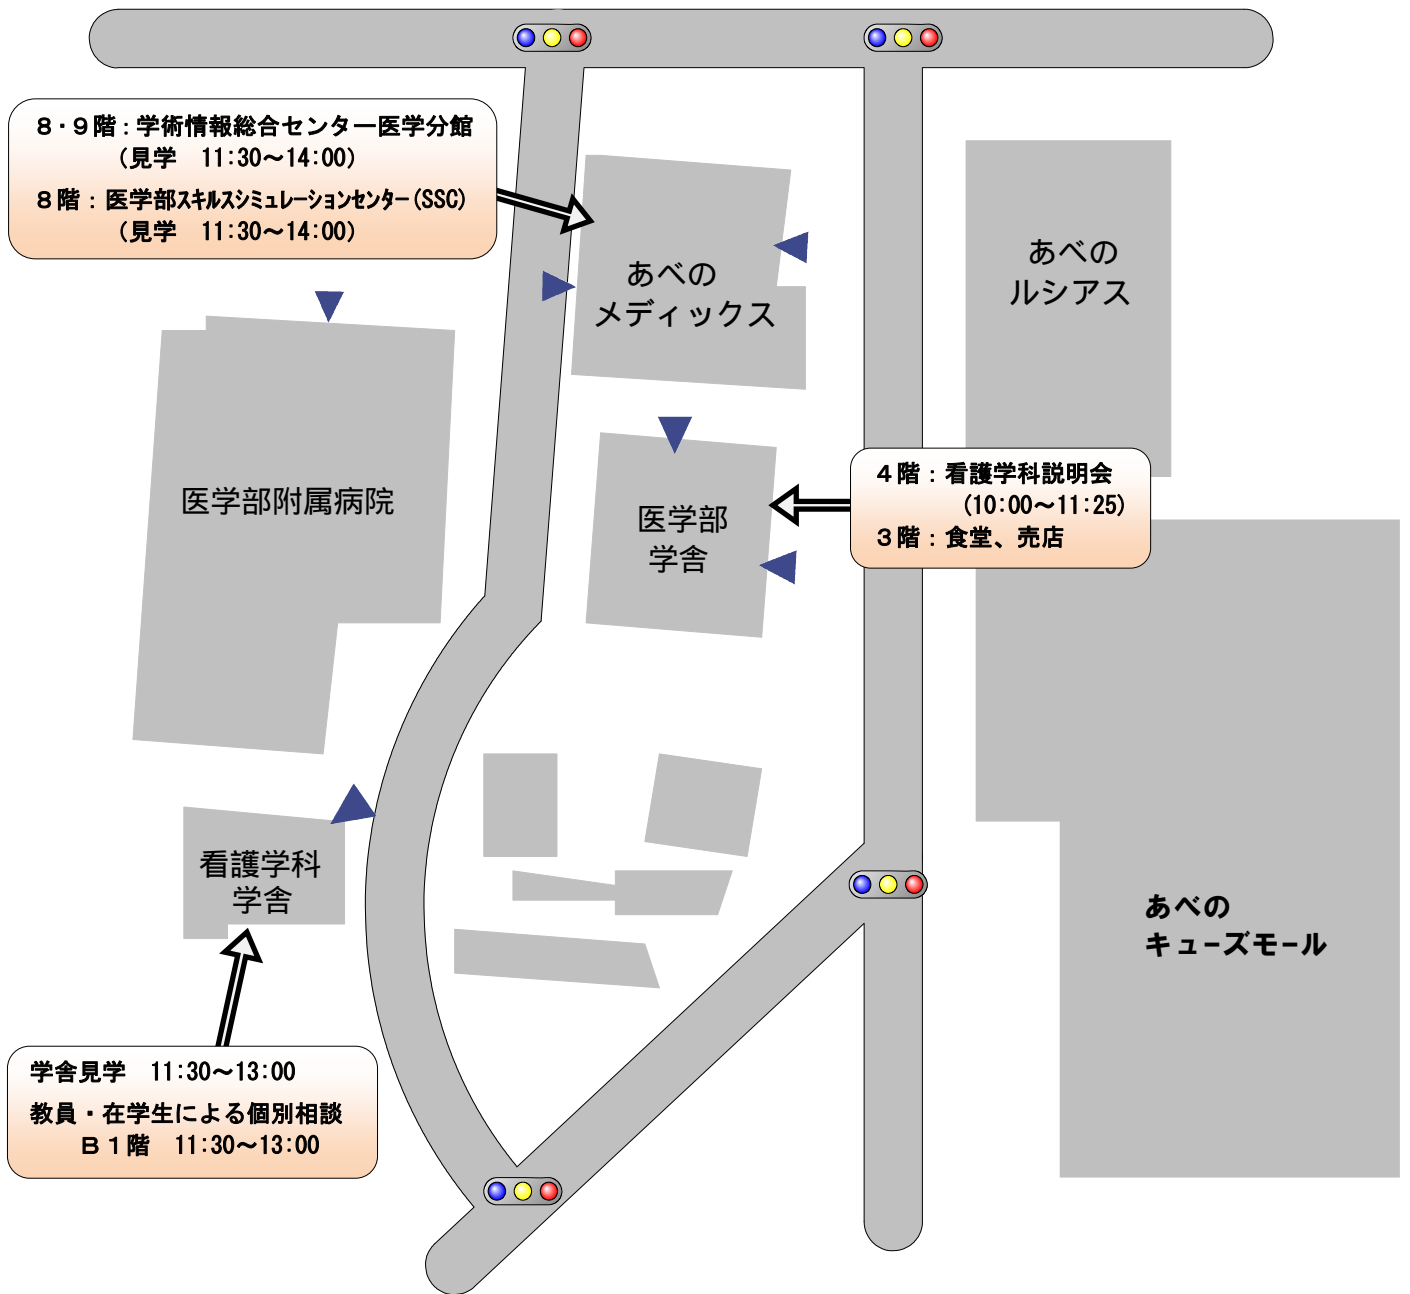 ８・９階：学術情報総合センター医学分館
（見学　11:30～14:00）
８階：医学部ｽｷﾙｽｼﾐｭﾚｰｼｮﾝｾﾝﾀｰ(SSC)
（見学　11:30～14:00）
あべの
メディックス
あべの
ルシアス
医学部附属病院
医学部
学舎
４階：看護学科説明会
(10:00～11:25)
３階：食堂、売店
看護学科
学舎
あべの
キューズモール
学舎見学　11:30～13:00
教員・在学生による個別相談
Ｂ１階　11:30～13:00